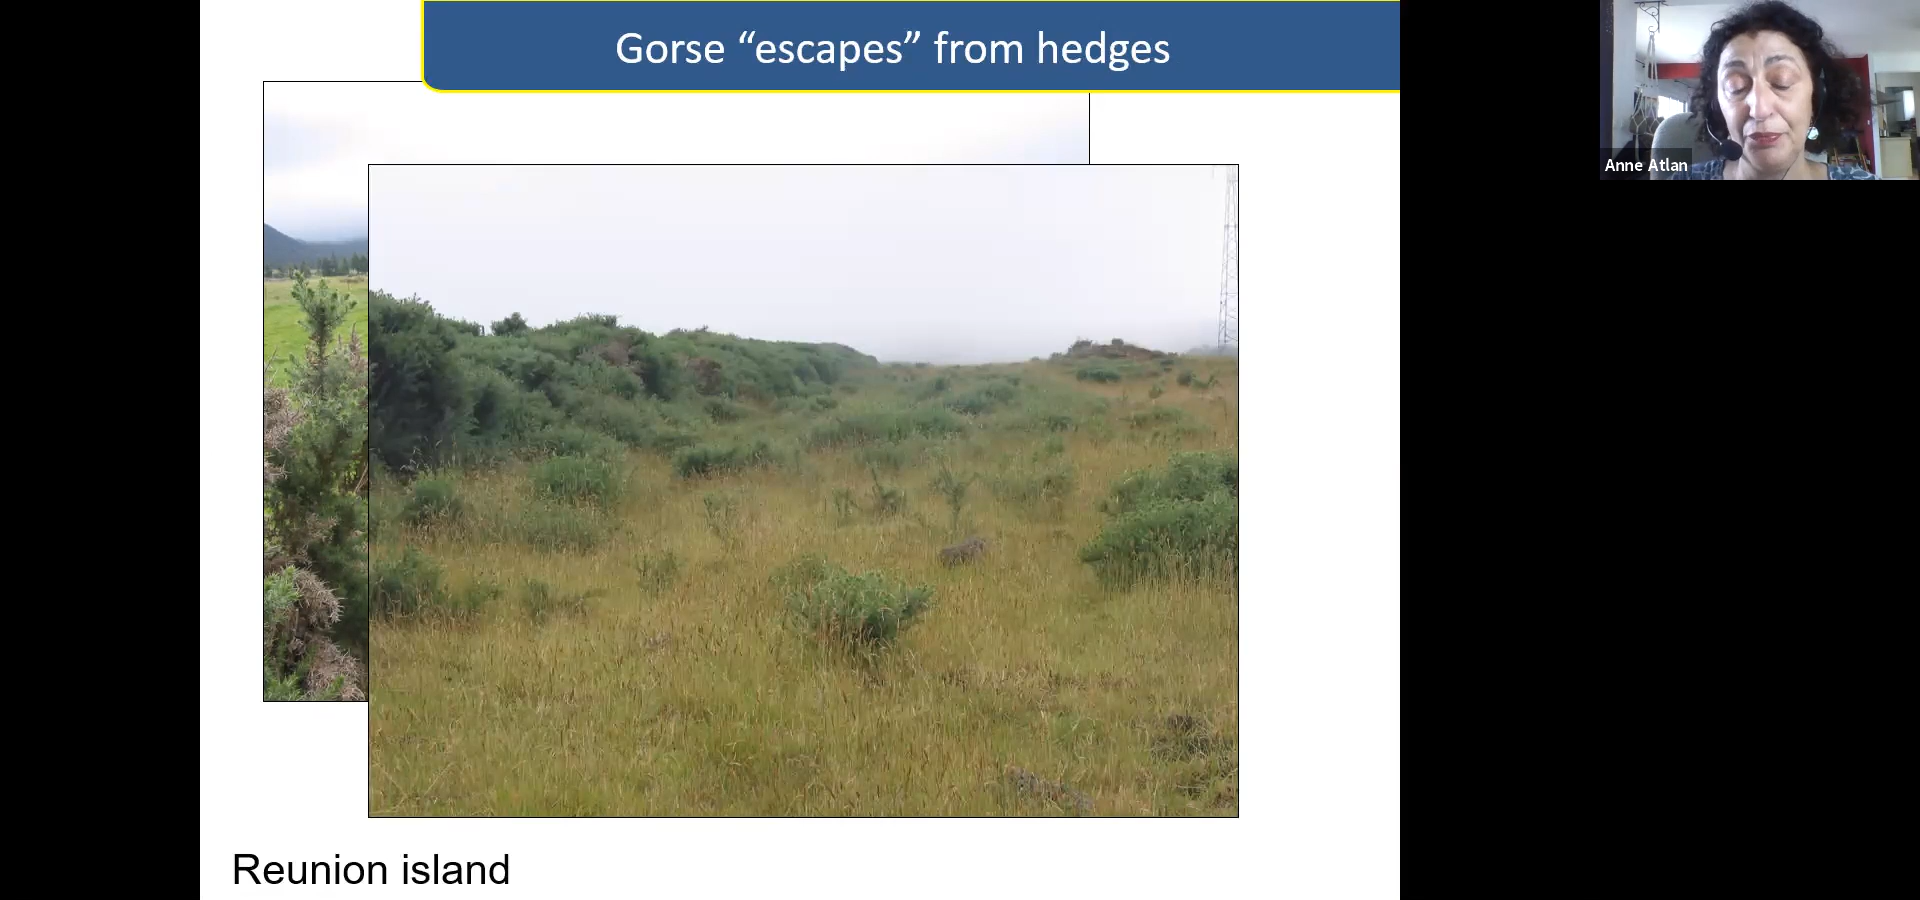 Gorse “escapes” from hedges
Anne Atlan
Reunion island